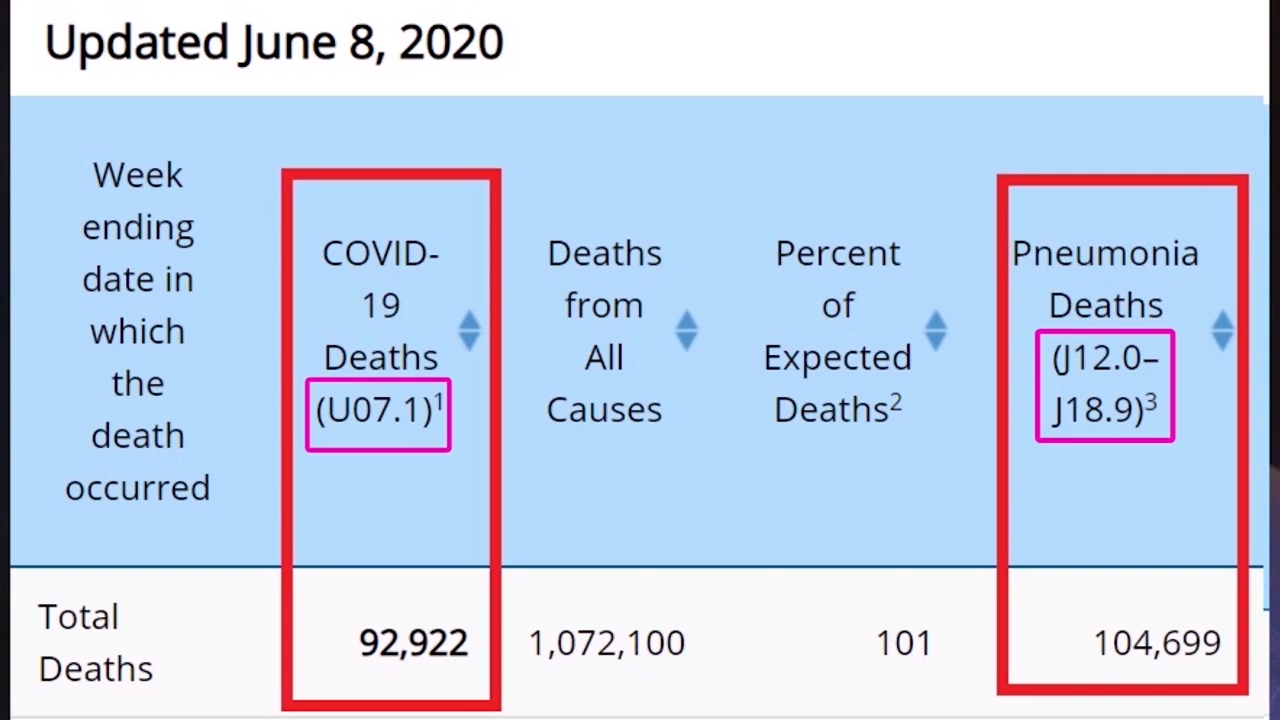 Updated June 8, 2020
Week
ending
date in
which
the
death
occurred
COVID-
19
Deaths
(U07.1)¹
Deaths
from
All
Causes
Percent
of
Expected
Deaths²
Pneumonia
Deaths
(J12.0–
J18.9)³
Total
Deaths
92,922
1,072,100
101
104,699